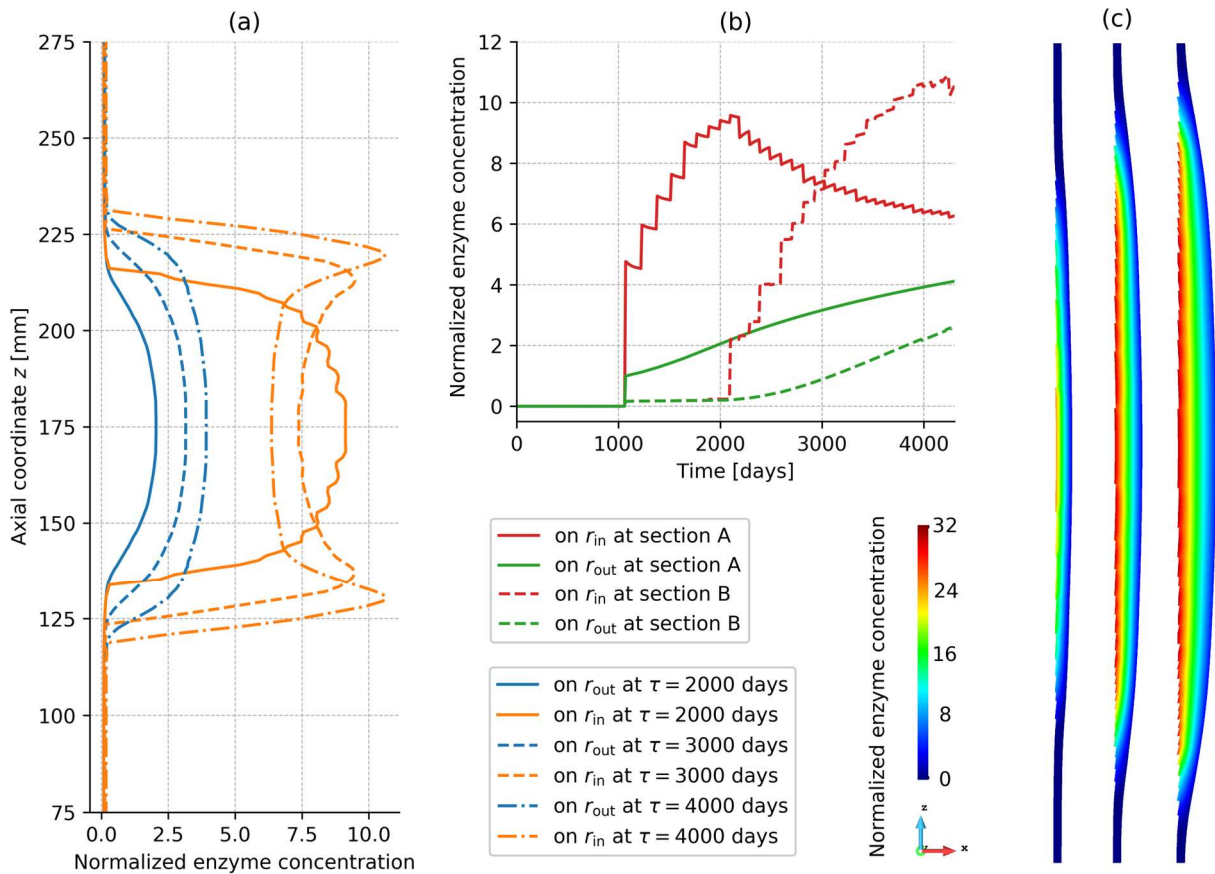 (a)
275
250
225
200
175
150
125
100
75
Axial coordinate z [mm]
0.0 2.5 5.0 7.5 10.0
Normalized enzyme concentration
(b)
12
10
8
6
4
2
0
Normalized enzyme concentration
0 1000 2000 3000 4000
Time [days]
on r_in at section A
on r_out at section A
on r_in at section B
on r_out at section B
on r_out at τ = 2000 days
on r_in at τ = 2000 days
on r_out at τ = 3000 days
on r_in at τ = 3000 days
on r_out at τ = 4000 days
on r_in at τ = 4000 days
(c)
Normalized enzyme concentration
32
24
16
8
0
z
Y
x